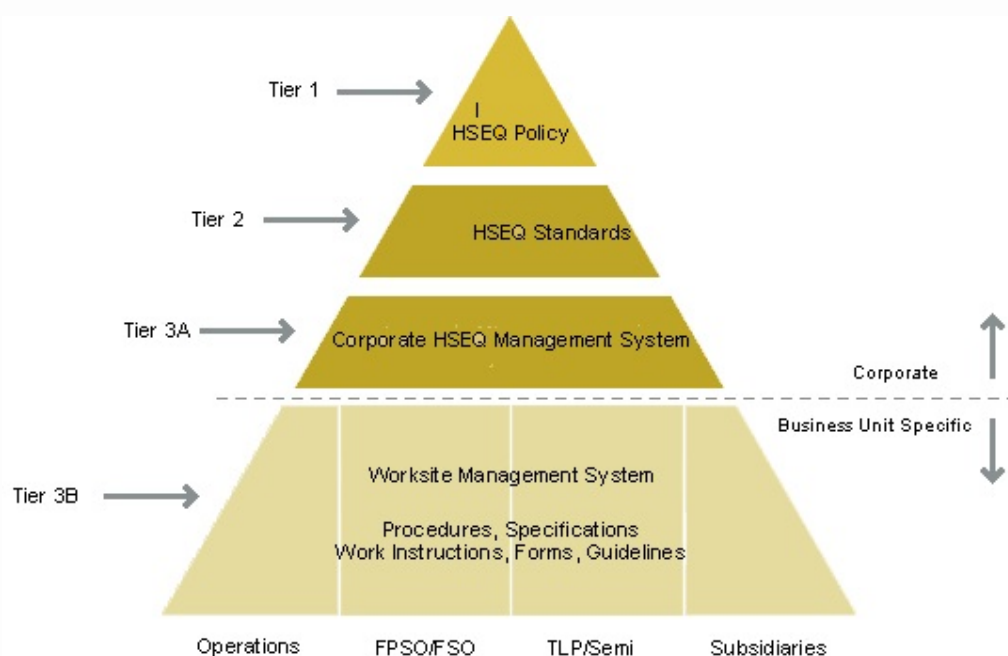 Tier 1
I
HSEQ Policy
Tier 2
HSEQ Standards
Tier 3A
Corporate HSEQ Management System
Corporate
Business Unit Specific
Tier 3B
Worksite Management System
Procedures, Specifications
Work Instructions, Forms, Guidelines
Operations
FPSO/FSO
TLP/Semi
Subsidiaries